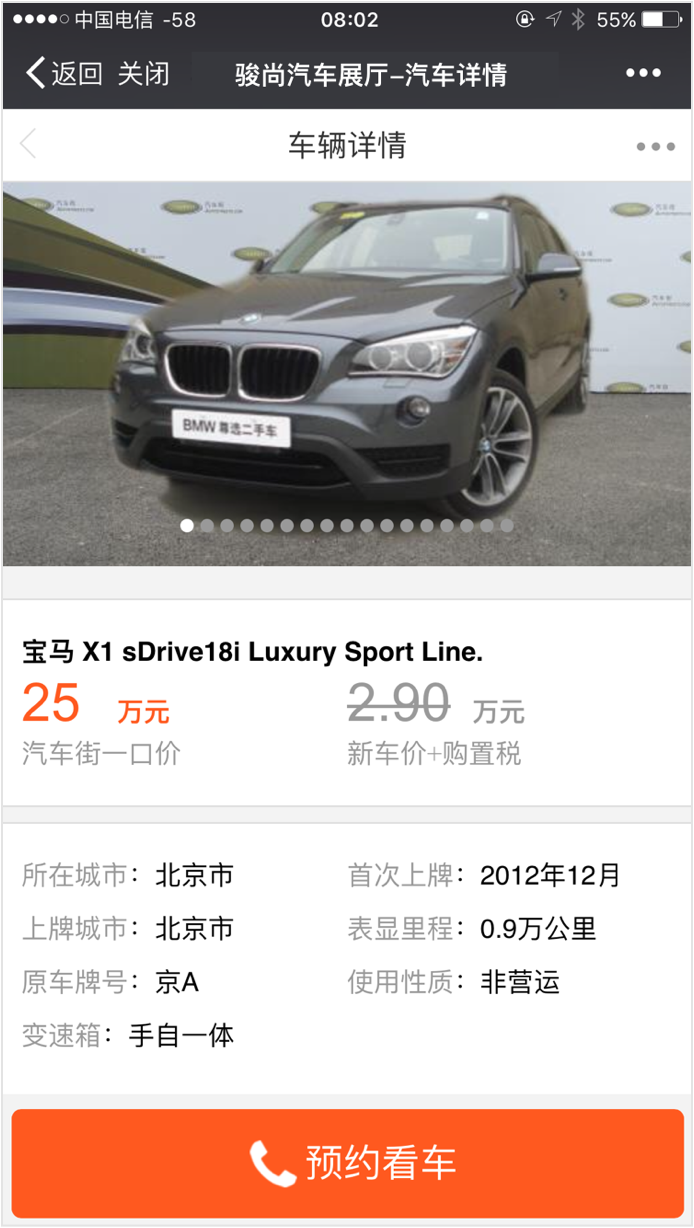 中国电信 -58 08:02 55%
返回 关闭 骏尚汽车展厅-汽车详情
车辆详情
BMW 尊选二手车
宝马 X1 sDrive18i Luxury Sport Line.
25 万元 2.90 万元
汽车街一口价 新车价+购置税
所在城市：北京市 首次上牌：2012年12月
上牌城市：北京市 表显里程：0.9万公里
原车牌号：京A 使用性质：非营运
变速箱：手自一体
预约看车